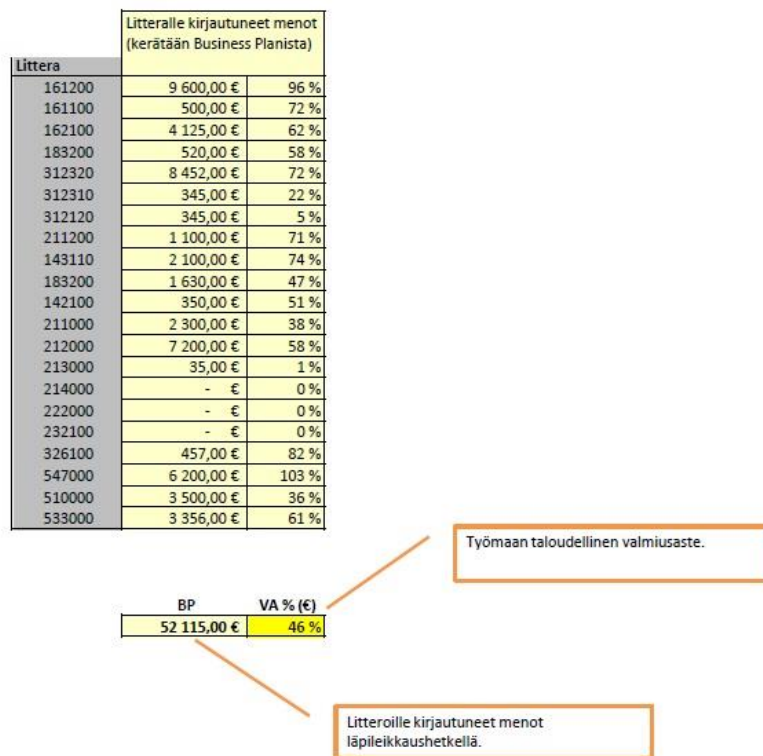 Litteralle kirjautuneet menot
(kerätään Business Planista)
Littera
161200 9 600,00 € 96 %
161100 500,00 € 72 %
162100 4 125,00 € 62 %
183200 520,00 € 58 %
312320 8 452,00 € 72 %
312310 345,00 € 22 %
312120 345,00 € 5 %
211200 1 100,00 € 71 %
143110 2 100,00 € 74 %
183200 1 630,00 € 47 %
142100 350,00 € 51 %
211000 2 300,00 € 38 %
212000 7 200,00 € 58 %
213000 35,00 € 1 %
214000 - € 0 %
222000 - € 0 %
232100 - € 0 %
326100 457,00 € 82 %
547000 6 200,00 € 103 %
510000 3 500,00 € 36 %
533000 3 356,00 € 61 %
Työmaan taloudellinen valmiusaste.
BP VA % (€)
52 115,00 € 46 %
Litteroille kirjautuneet menot
läpileikkaushetkellä.